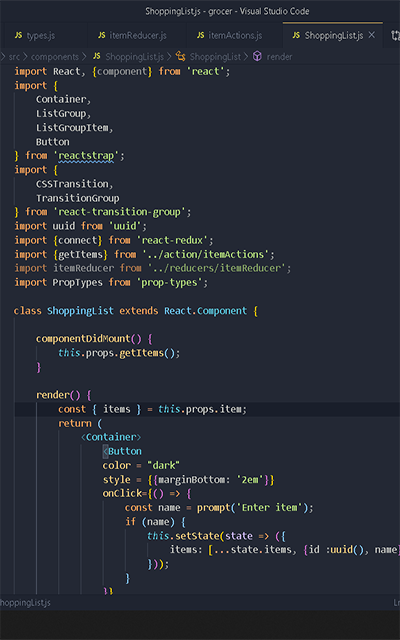 ShoppingList.js - grocer - Visual Studio Code
JS types.js JS itemReducer.js JS itemActions.js JS ShoppingList.js ×
> src > components > JS ShoppingList.js > ShoppingList > render
import React, {component} from 'react';
import {
    Container,
    ListGroup,
    ListGroupItem,
    Button
} from 'reactstrap';
import {
    CSSTransition,
    TransitionGroup
} from 'react-transition-group';
import uuid from 'uuid';
import {connect} from 'react-redux';
import {getItems} from '../action/itemActions';
import itemReducer from '../reducers/itemReducer';
import PropTypes from 'prop-types';
class ShoppingList extends React.Component {
    componentDidMount() {
        this.props.getItems();
    }
    render() {
        const { items } = this.props.item;
        return (
            <Container>
                <Button
                color = "dark"
                style = {{marginBottom: '2em'}}
                onClick={() => {
                    const name = prompt('Enter item');
                    if (name) {
                        this.setState(state => ({
                            items: [...state.items, {id :uuid(), name}
                        }));
                    }
                }}
hoppingList.js Ln